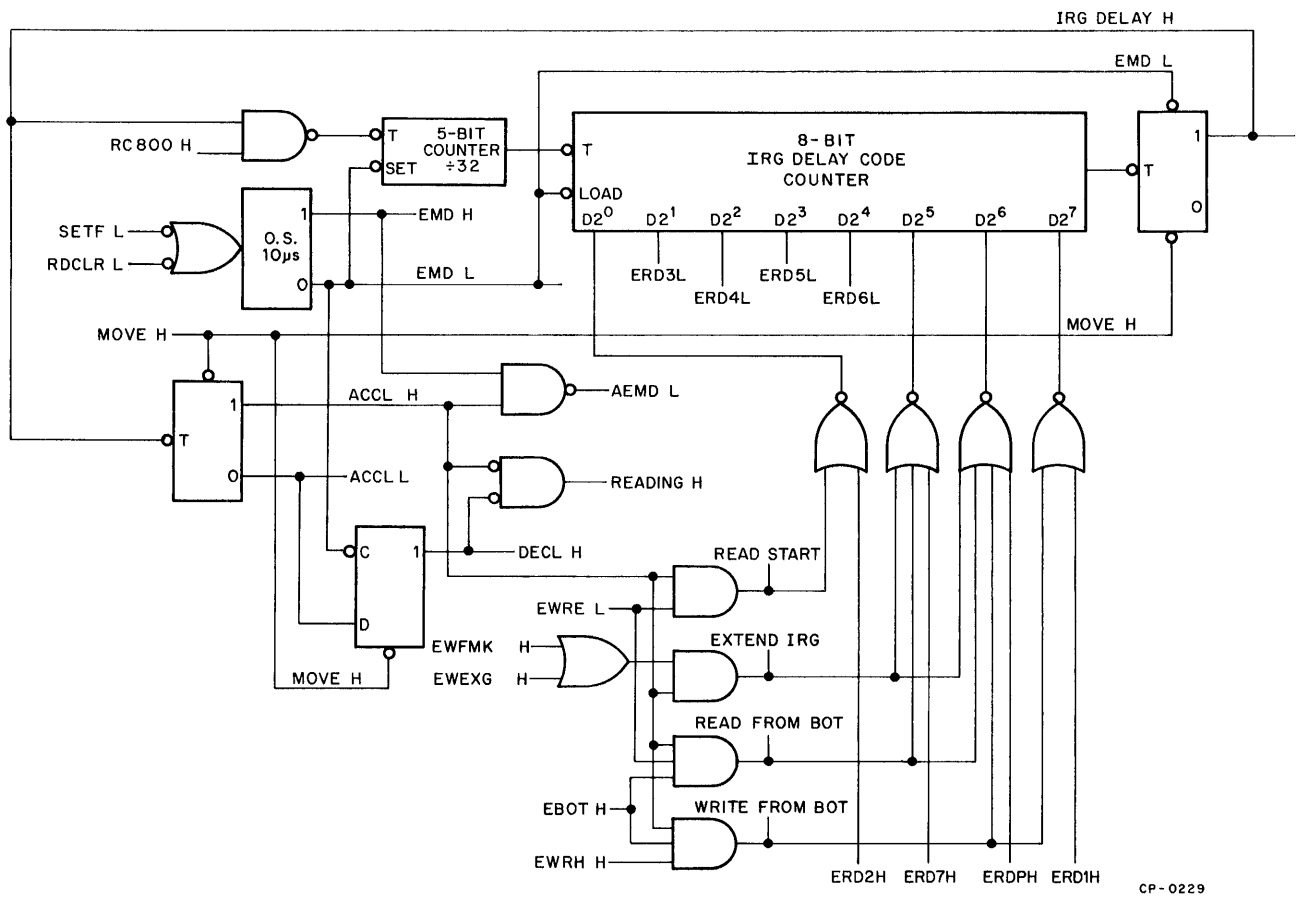 IRG DELAY H
EMD L
RC800 H
T
5-BIT
COUNTER
÷32
SET
T
8-BIT
IRG DELAY CODE
COUNTER
LOAD
D2⁰ D2¹ D2² D2³ D2⁴ D2⁵ D2⁶ D2⁷
1
T
0
SETF L
RDCLR L
O.S.
10µs
1
0
EMD H
EMD L
ERD3L
ERD4L
ERD5L
ERD6L
MOVE H
MOVE H
ACCL H
AEMD L
1
T
0
ACCL L
READING H
C
1
D
DECL H
MOVE H
READ START
EWRE L
EWFMK H
EWEXG H
EXTEND IRG
READ FROM BOT
EBOT H
WRITE FROM BOT
EWRH H
ERD2H ERD7H ERDPH ERD1H
CP-0229